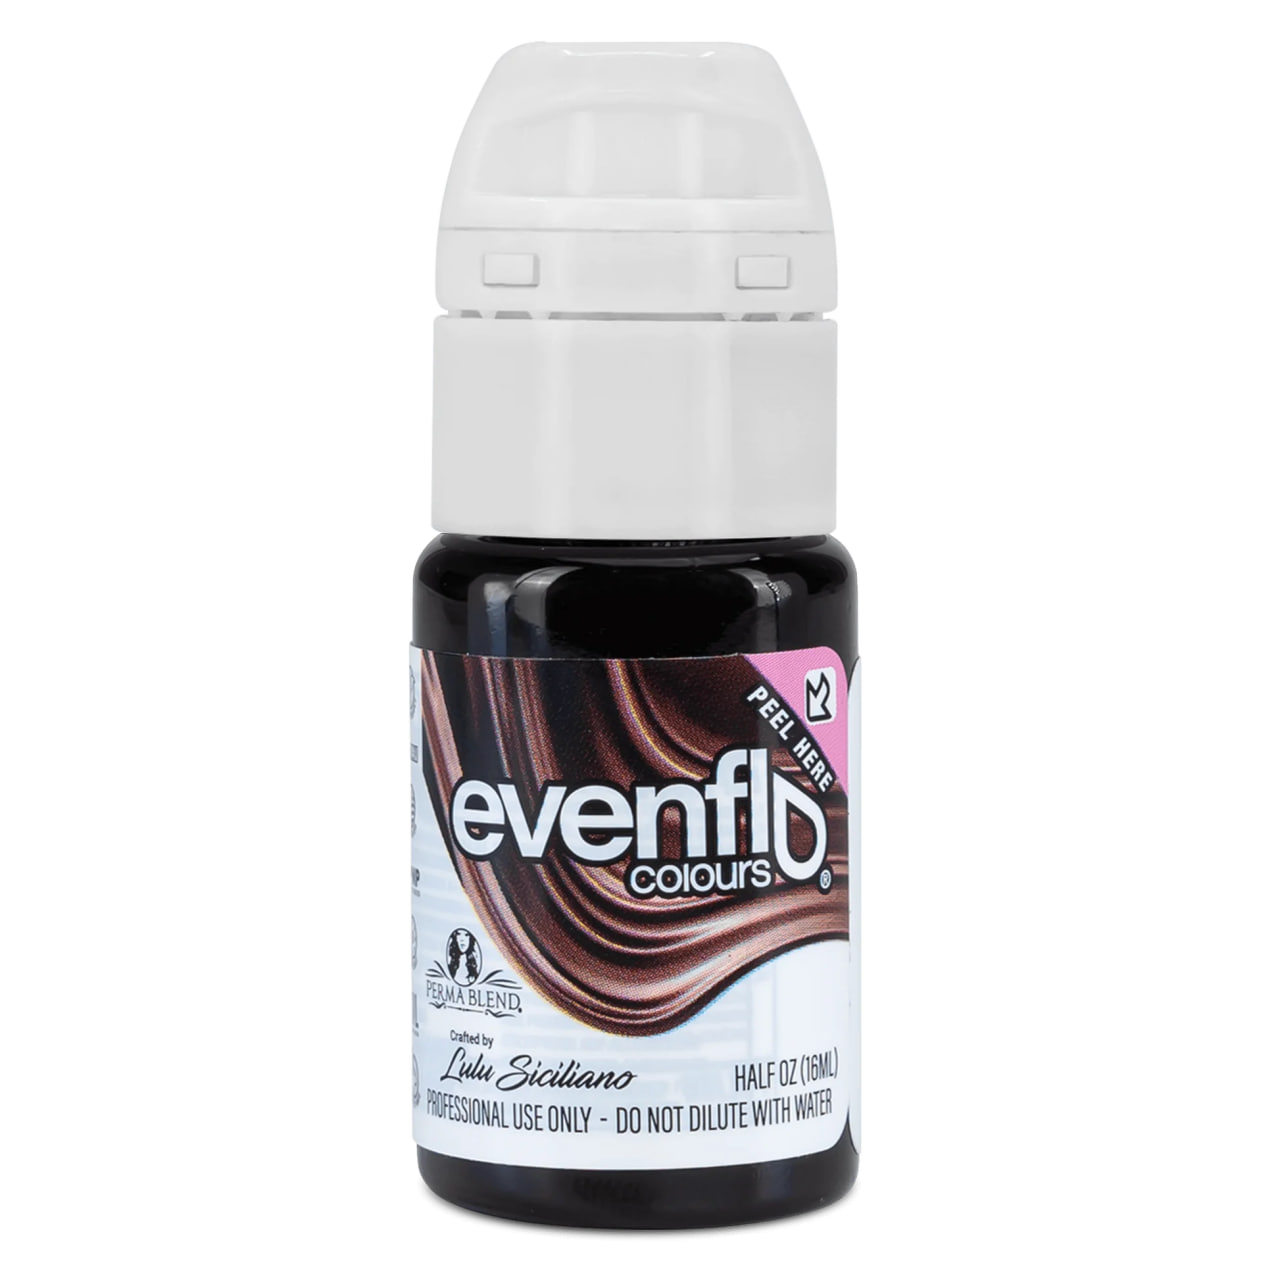 PEEL HERE
evenflo
colours®
PERMA BLEND
Crafted by
Lulu Siciliano
HALF OZ (16ML)
PROFESSIONAL USE ONLY - DO NOT DILUTE WITH WATER